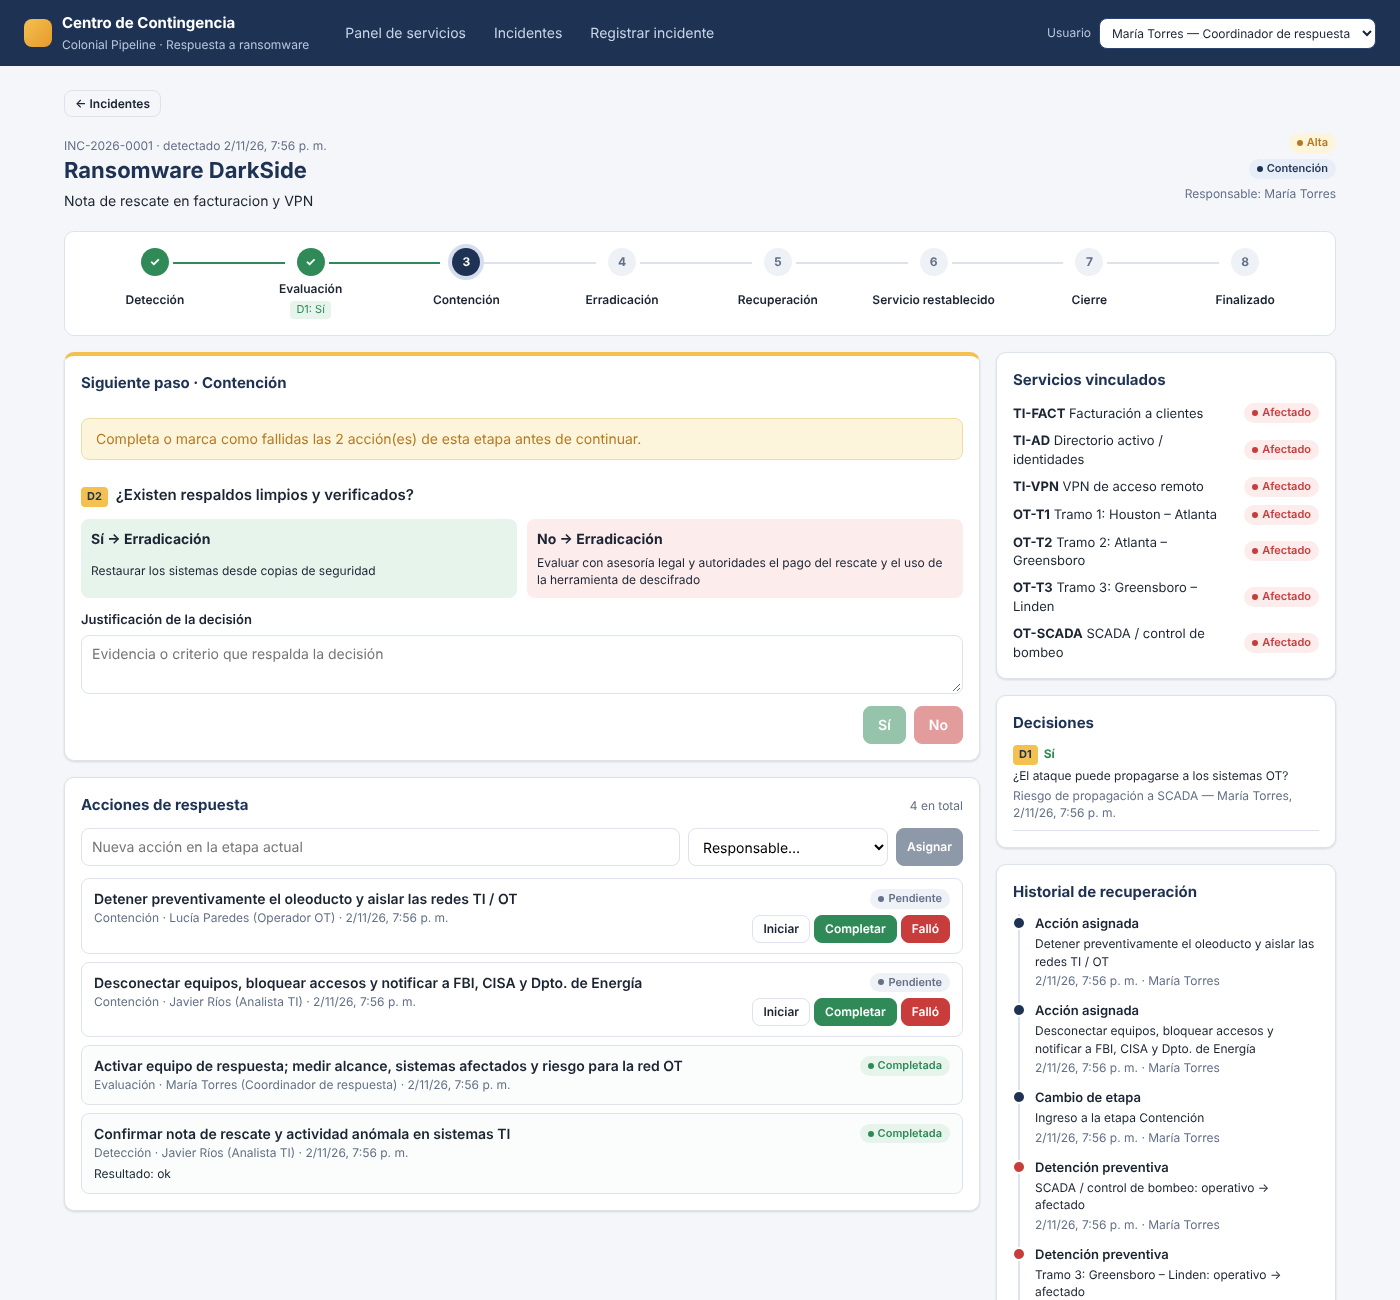 Centro de Contingencia
Colonial Pipeline · Respuesta a ransomware
Panel de servicios
Incidentes
Registrar incidente
Usuario
María Torres — Coordinador de respuesta
← Incidentes
INC-2026-0001 · detectado 2/11/26, 7:56 p. m.
Ransomware DarkSide
Nota de rescate en facturacion y VPN
Alta
Contención
Responsable: María Torres
✓
Detección
✓
Evaluación
D1: Sí
3
Contención
4
Erradicación
5
Recuperación
6
Servicio restablecido
7
Cierre
8
Finalizado
Siguiente paso · Contención
Completa o marca como fallidas las 2 acción(es) de esta etapa antes de continuar.
D2 ¿Existen respaldos limpios y verificados?
Sí → Erradicación
Restaurar los sistemas desde copias de seguridad
No → Erradicación
Evaluar con asesoría legal y autoridades el pago del rescate y el uso de
la herramienta de descifrado
Justificación de la decisión
Evidencia o criterio que respalda la decisión
Sí
No
Acciones de respuesta
4 en total
Nueva acción en la etapa actual
Responsable...
Asignar
Detener preventivamente el oleoducto y aislar las redes TI / OT
Contención · Lucía Paredes (Operador OT) · 2/11/26, 7:56 p. m.
Pendiente
Iniciar
Completar
Falló
Desconectar equipos, bloquear accesos y notificar a FBI, CISA y Dpto. de Energía
Contención · Javier Ríos (Analista TI) · 2/11/26, 7:56 p. m.
Pendiente
Iniciar
Completar
Falló
Activar equipo de respuesta; medir alcance, sistemas afectados y riesgo para la red OT
Evaluación · María Torres (Coordinador de respuesta) · 2/11/26, 7:56 p. m.
Completada
Confirmar nota de rescate y actividad anómala en sistemas TI
Detección · Javier Ríos (Analista TI) · 2/11/26, 7:56 p. m.
Resultado: ok
Completada
Servicios vinculados
TI-FACT Facturación a clientes
Afectado
TI-AD Directorio activo /
identidades
Afectado
TI-VPN VPN de acceso remoto
Afectado
OT-T1 Tramo 1: Houston – Atlanta
Afectado
OT-T2 Tramo 2: Atlanta –
Greensboro
Afectado
OT-T3 Tramo 3: Greensboro –
Linden
Afectado
OT-SCADA SCADA / control de
bombeo
Afectado
Decisiones
D1 Sí
¿El ataque puede propagarse a los sistemas OT?
Riesgo de propagación a SCADA — María Torres,
2/11/26, 7:56 p. m.
Historial de recuperación
Acción asignada
Detener preventivamente el oleoducto y aislar las
redes TI / OT
2/11/26, 7:56 p. m. · María Torres
Acción asignada
Desconectar equipos, bloquear accesos y
notificar a FBI, CISA y Dpto. de Energía
2/11/26, 7:56 p. m. · María Torres
Cambio de etapa
Ingreso a la etapa Contención
2/11/26, 7:56 p. m. · María Torres
Detención preventiva
SCADA / control de bombeo: operativo →
afectado
2/11/26, 7:56 p. m. · María Torres
Detención preventiva
Tramo 3: Greensboro – Linden: operativo →
afectado